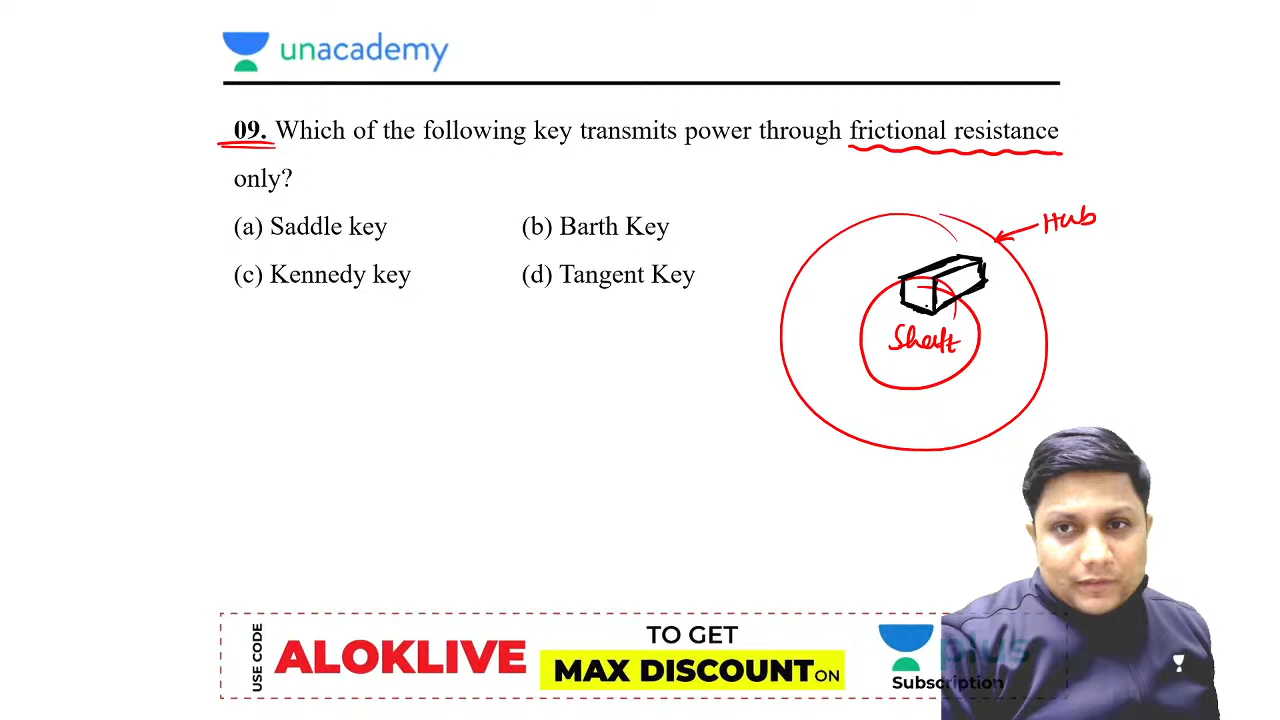 unacademy
09. Which of the following key transmits power through frictional resistance
only?
(a) Saddle key (b) Barth Key
(c) Kennedy key (d) Tangent Key
Hub
Shaft
USE CODE
ALOKLIVE
TO GET
MAX DISCOUNT ON
plus
Subscription